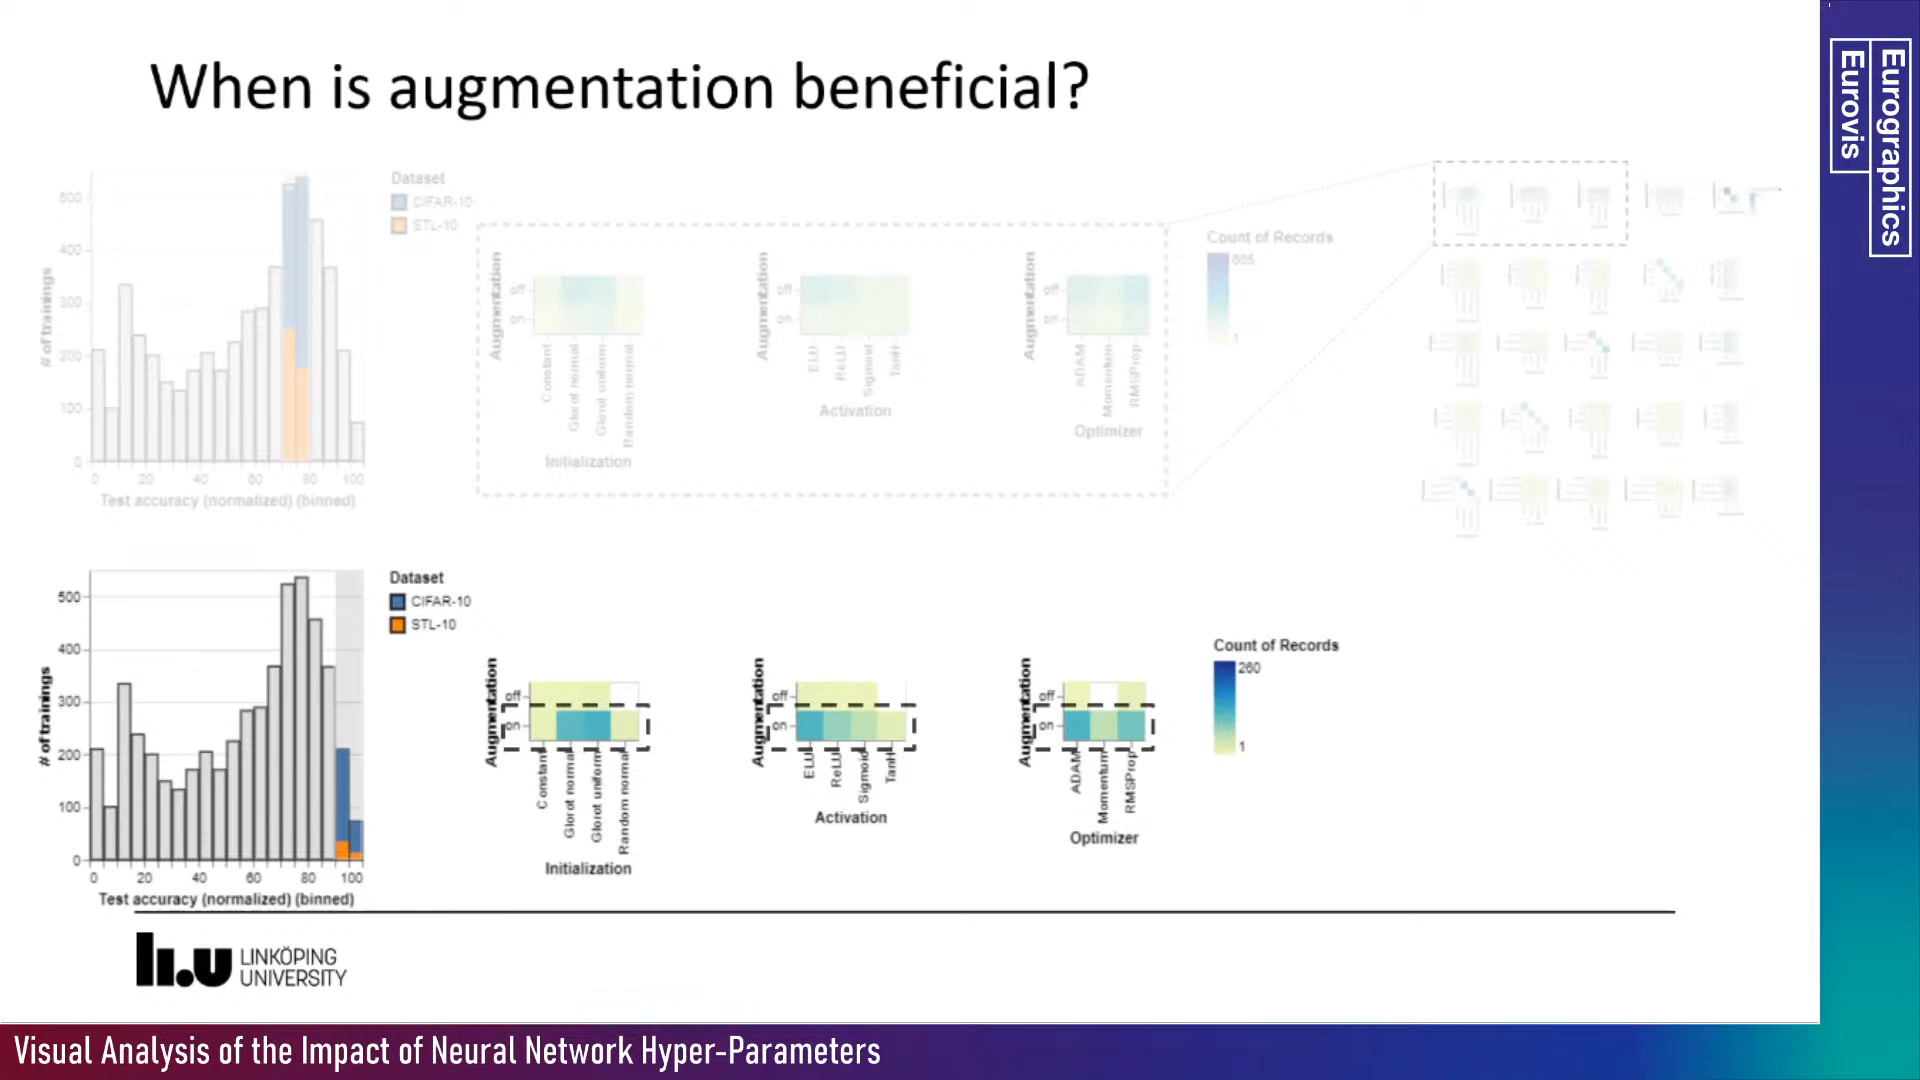 When is augmentation beneficial?
Eurographics
Eurovis
Dataset
CIFAR-10
STL-10
# of trainings
500
400
300
200
100
0
0 20 40 60 80 100
Test accuracy (normalized) (binned)
Augmentation
off
on
Constant
Glorot normal
Glorot uniform
Random normal
Initialization
Augmentation
off
on
ELU
ReLU
Sigmoid
TanH
Activation
Augmentation
off
on
ADAM
Momentum
RMSProp
Optimizer
Count of Records
1
Dataset
CIFAR-10
STL-10
# of trainings
500
400
300
200
100
0
0 20 40 60 80 100
Test accuracy (normalized) (binned)
Augmentation
off
on
Constant
Glorot normal
Glorot uniform
Random normal
Initialization
Augmentation
off
on
ELU
ReLU
Sigmoid
TanH
Activation
Augmentation
off
on
ADAM
Momentum
RMSProp
Optimizer
Count of Records
260
1
li.u LINKÖPING
UNIVERSITY
Visual Analysis of the Impact of Neural Network Hyper-Parameters